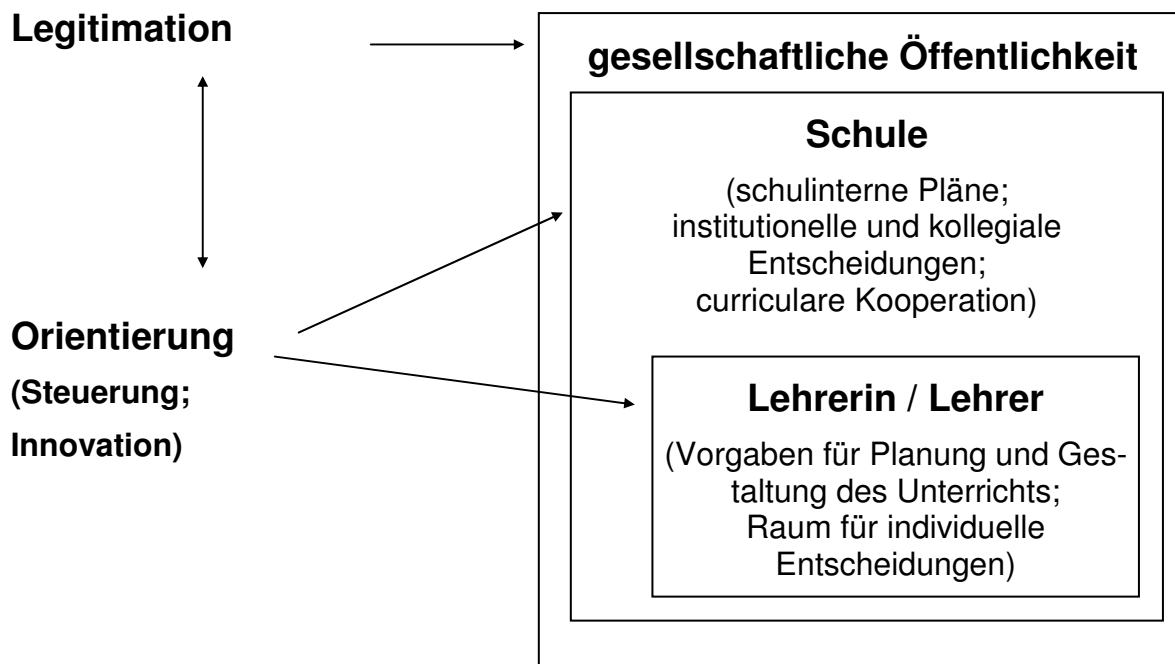 Legitimation
gesellschaftliche Öffentlichkeit
Schule
(schulinterne Pläne;
institutionelle und kollegiale
Entscheidungen;
curriculare Kooperation)
Orientierung
(Steuerung;
Innovation)
Lehrerin / Lehrer
(Vorgaben für Planung und Ges-
taltung des Unterrichts;
Raum für individuelle
Entscheidungen)